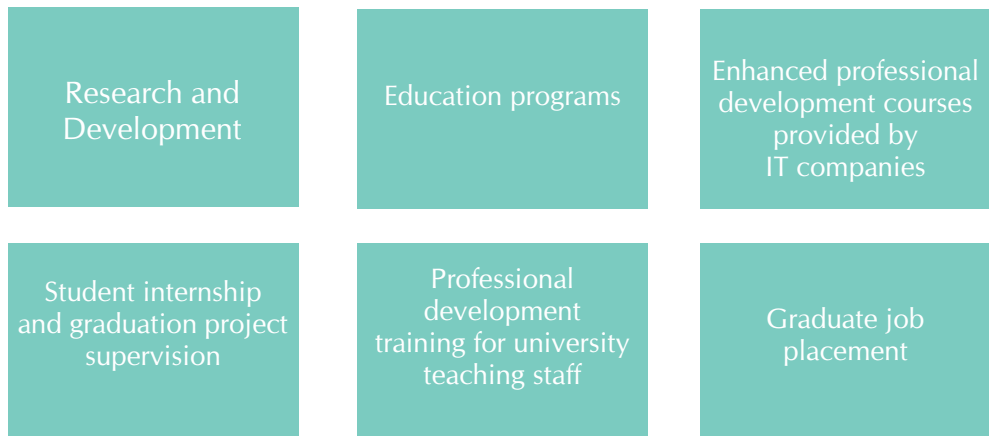 Research and
Development
Education programs
Enhanced professional
development courses
provided by
IT companies
Student internship
and graduation project
supervision
Professional
development
training for university
teaching staff
Graduate job
placement